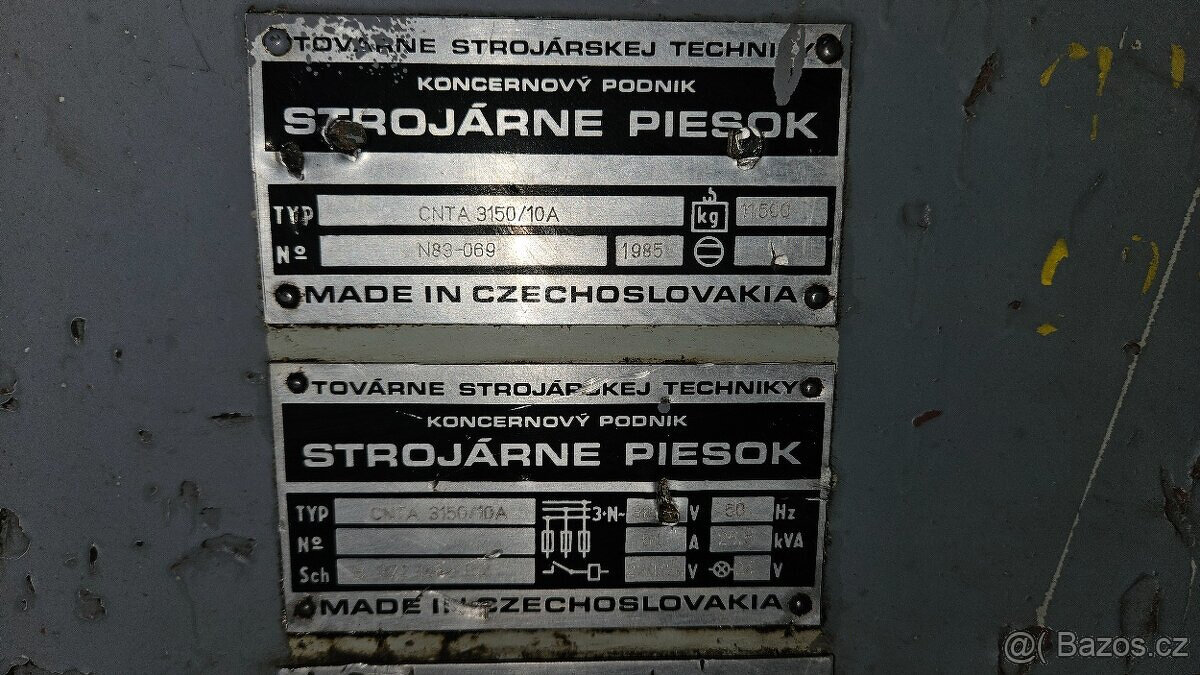 TOVÁRNE STROJÁRSKEJ TECHNIKY
KONCERNOVÝ PODNIK
STROJÁRNE PIESOK
TYP CNTA 3150/10A kg 11500
Nº N83-069 1985
MADE IN CZECHOSLOVAKIA
TOVÁRNE STROJÁRSKEJ TECHNIKY
KONCERNOVÝ PODNIK
STROJÁRNE PIESOK
TYP CNTA 3150/10A 3+N~ V 50 Hz
Nº A kVA
Sch V V
MADE IN CZECHOSLOVAKIA
@( Bazos.cz